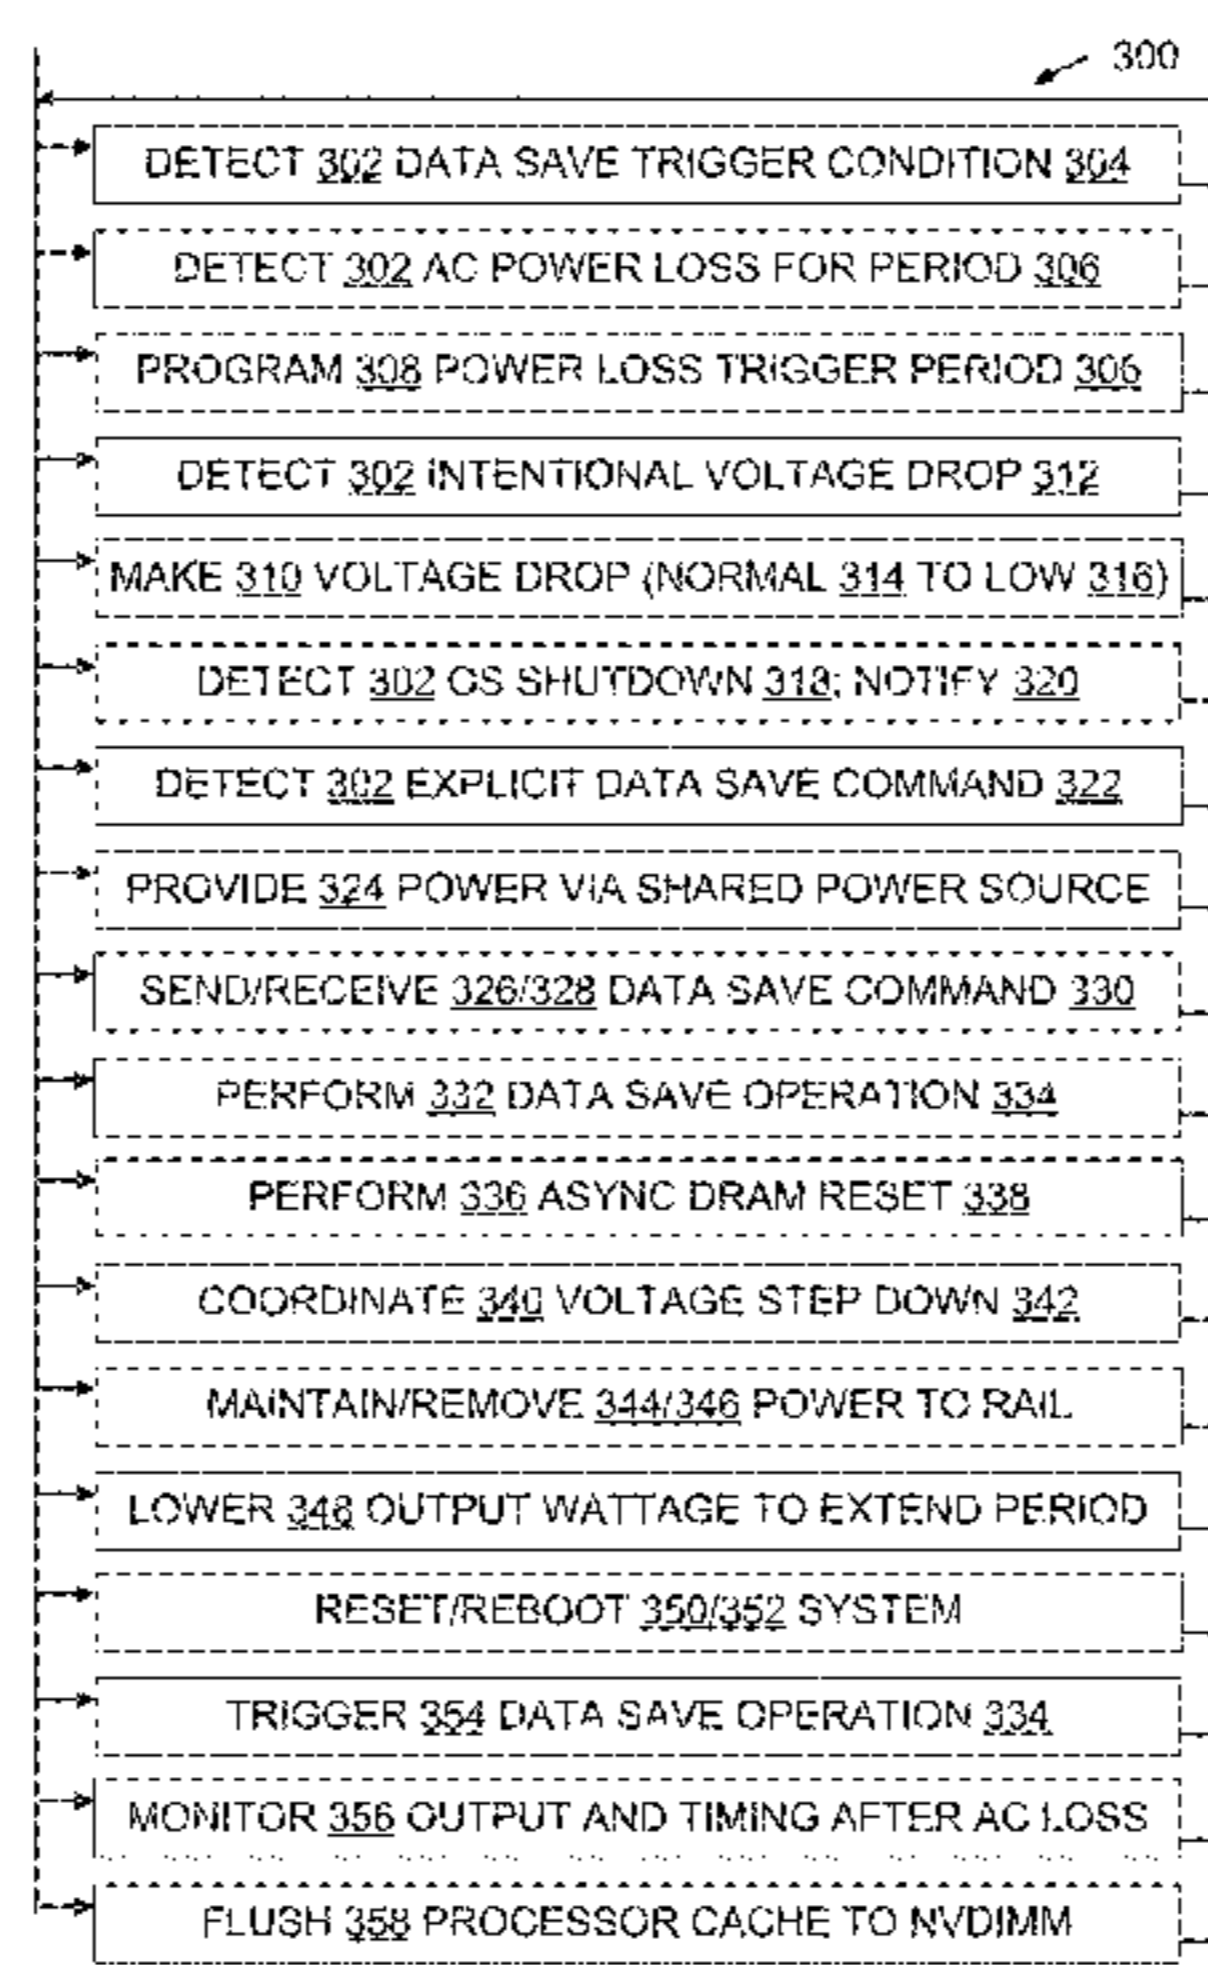 300
DETECT 302 DATA SAVE TRIGGER CONDITION 304
DETECT 302 AC POWER LOSS FOR PERIOD 306
PROGRAM 308 POWER LOSS TRIGGER PERIOD 306
DETECT 302 INTENTIONAL VOLTAGE DROP 312
MAKE 310 VOLTAGE DROP (NORMAL 314 TO LOW 316)
DETECT 302 OS SHUTDOWN 318; NOTIFY 320
DETECT 302 EXPLICIT DATA SAVE COMMAND 322
PROVIDE 324 POWER VIA SHARED POWER SOURCE
SEND/RECEIVE 326/328 DATA SAVE COMMAND 330
PERFORM 332 DATA SAVE OPERATION 334
PERFORM 336 ASYNC DRAM RESET 338
COORDINATE 340 VOLTAGE STEP DOWN 342
MAINTAIN/REMOVE 344/346 POWER TO RAIL
LOWER 348 OUTPUT WATTAGE TO EXTEND PERIOD
RESET/REBOOT 350/352 SYSTEM
TRIGGER 354 DATA SAVE OPERATION 334
MONITOR 356 OUTPUT AND TIMING AFTER AC LOSS
FLUSH 358 PROCESSOR CACHE TO NVDIMM